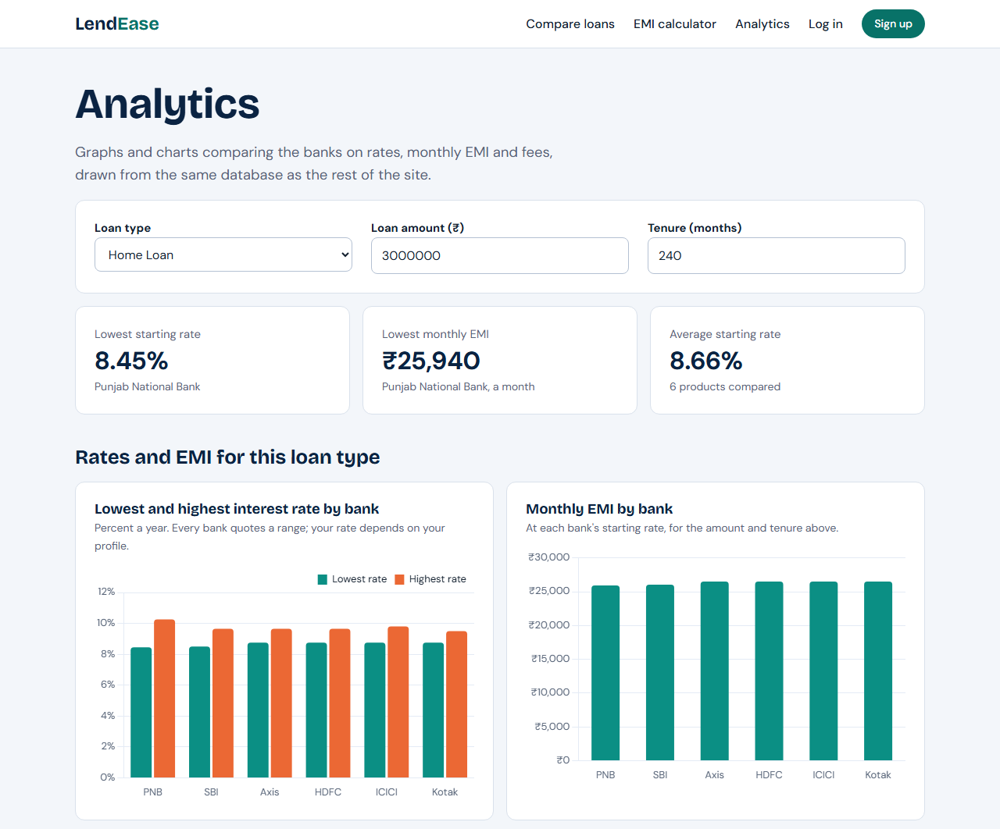 LendEase
Compare loans
EMI calculator
Analytics
Log in
Sign up
Analytics
Graphs and charts comparing the banks on rates, monthly EMI and fees,
drawn from the same database as the rest of the site.
Loan type
Home Loan
Loan amount (₹)
3000000
Tenure (months)
240
Lowest starting rate
8.45%
Punjab National Bank
Lowest monthly EMI
₹25,940
Punjab National Bank, a month
Average starting rate
8.66%
6 products compared
Rates and EMI for this loan type
Lowest and highest interest rate by bank
Percent a year. Every bank quotes a range; your rate depends on your
profile.
Lowest rate
Highest rate
12%
10%
8%
6%
4%
2%
0%
PNB
SBI
Axis
HDFC
ICICI
Kotak
Monthly EMI by bank
At each bank's starting rate, for the amount and tenure above.
₹30,000
₹25,000
₹20,000
₹15,000
₹10,000
₹5,000
₹0
PNB
SBI
Axis
HDFC
ICICI
Kotak